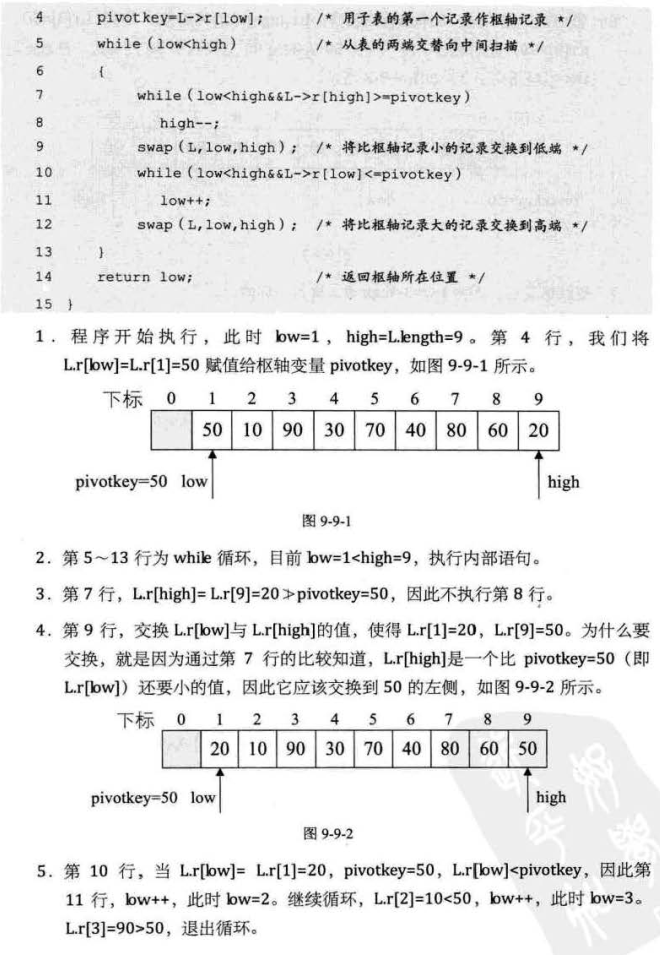 4 pivotkey=L->r[low]; /* 用子表的第一个记录作枢轴记录 */
5 while(low<high) /* 从表的两端交替向中间扫描 */
6 {
7 while(low<high&&L->r[high]>=pivotkey)
8 high--;
9 swap(L,low,high); /* 将比枢轴记录小的记录交换到低端 */
10 while(low<high&&L->r[low]<=pivotkey)
11 low++;
12 swap(L,low,high); /* 将比枢轴记录大的记录交换到高端 */
13 }
14 return low; /* 返回枢轴所在位置 */
15 }
1．程序开始执行，此时 low=1，high=L.length=9。第 4 行，我们将
L.r[low]=L.r[1]=50 赋值给枢轴变量 pivotkey，如图 9-9-1 所示。
下标 0 1 2 3 4 5 6 7 8 9
50 10 90 30 70 40 80 60 20
pivotkey=50 low high
图 9-9-1
2．第 5～13 行为 while 循环，目前 low=1<high=9，执行内部语句。
3．第 7 行，L.r[high]= L.r[9]=20≯pivotkey=50，因此不执行第 8 行。
4．第 9 行，交换 L.r[low]与 L.r[high]的值，使得 L.r[1]=20，L.r[9]=50。为什么要
交换，就是因为通过第 7 行的比较知道，L.r[high]是一个比 pivotkey=50（即
L.r[low]）还要小的值，因此它应该交换到 50 的左侧，如图 9-9-2 所示。
下标 0 1 2 3 4 5 6 7 8 9
20 10 90 30 70 40 80 60 50
pivotkey=50 low high
图 9-9-2
5．第 10 行，当 L.r[low]= L.r[1]=20，pivotkey=50，L.r[low]<pivotkey，因此第
11 行，low++，此时 low=2。继续循环，L.r[2]=10<50，low++，此时 low=3。
L.r[3]=90>50，退出循环。